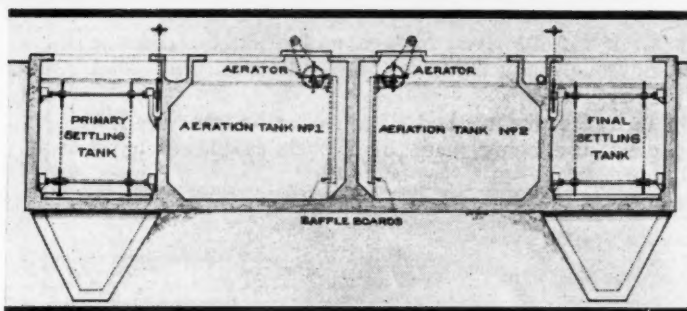 AERATOR
AERATOR
PRIMARY
SETTLING
TANK
AERATION TANK Nº1
AERATION TANK Nº2
FINAL
SETTLING
TANK
BAFFLE BOARDS